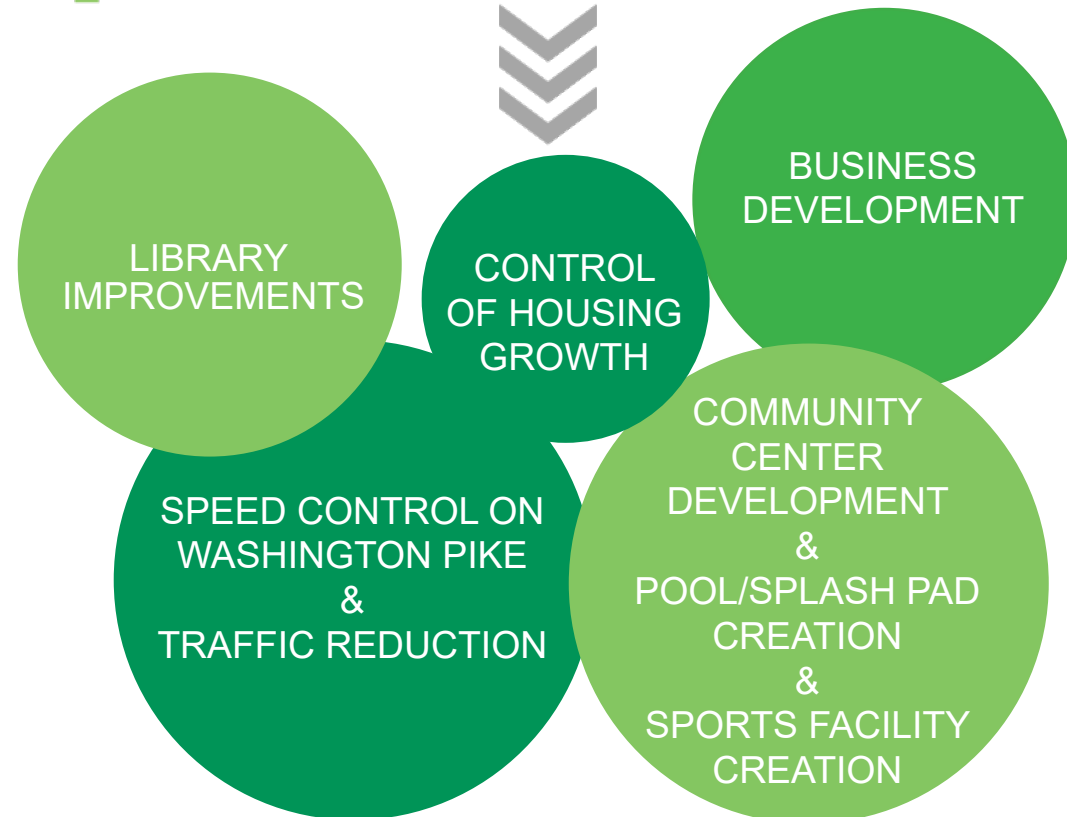 LIBRARY
IMPROVEMENTS
CONTROL
OF HOUSING
GROWTH
BUSINESS
DEVELOPMENT
SPEED CONTROL ON
WASHINGTON PIKE
&
TRAFFIC REDUCTION
COMMUNITY
CENTER
DEVELOPMENT
&
POOL/SPLASH PAD
CREATION
&
SPORTS FACILITY
CREATION